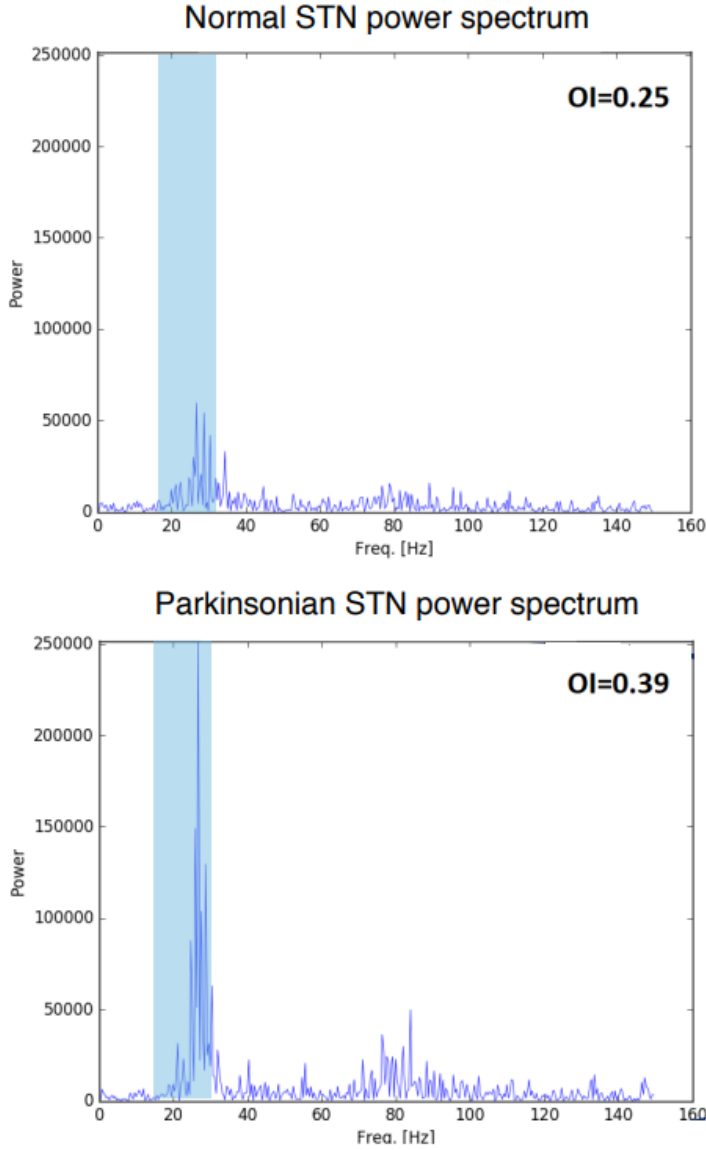 Normal STN power spectrum
250000
OI=0.25
200000
150000
Power
100000
50000
0
0 20 40 60 80 100 120 140 160
Freq. [Hz]
Parkinsonian STN power spectrum
250000
OI=0.39
200000
150000
Power
100000
50000
0
0 20 40 60 80 100 120 140 160
Freq. [Hz]